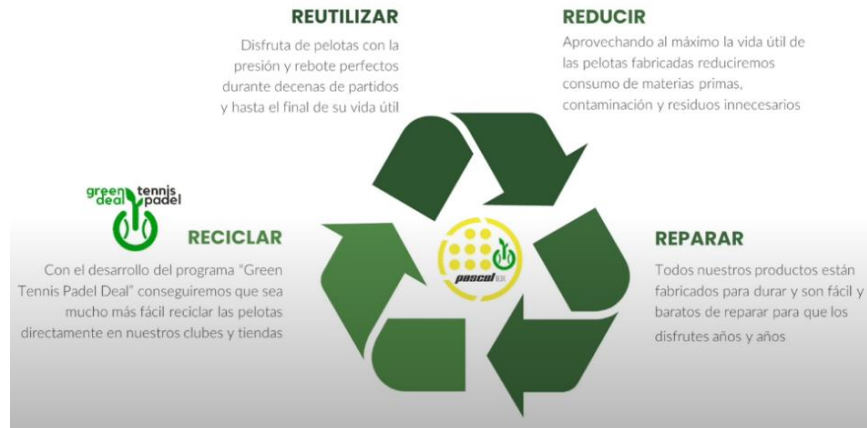 REUTILIZAR
Disfruta de pelotas con la
presión y rebote perfectos
durante decenas de partidos
y hasta el final de su vida útil
REDUCIR
Aprovechando al máximo la vida útil de
las pelotas fabricadas reduciremos
consumo de materias primas,
contaminación y residuos innecesarios
green tennis
deal padel
RECICLAR
Con el desarrollo del programa “Green
Tennis Padel Deal” conseguiremos que sea
mucho más fácil reciclar las pelotas
directamente en nuestros clubes y tiendas
pascal
REPARAR
Todos nuestros productos están
fabricados para durar y son fácil y
baratos de reparar para que los
disfrutes años y años